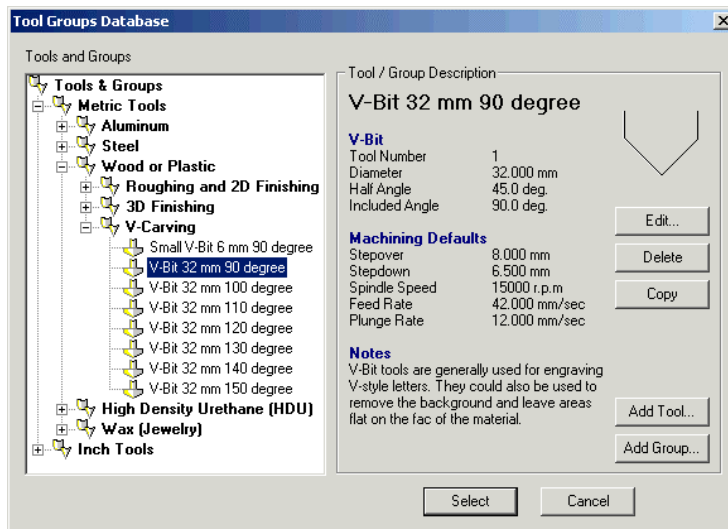 Tool Groups Database
Tools and Groups
Tools & Groups
Metric Tools
Aluminum
Steel
Wood or Plastic
Roughing and 2D Finishing
3D Finishing
V-Carving
Small V-Bit 6 mm 90 degree
V-Bit 32 mm 90 degree
V-Bit 32 mm 100 degree
V-Bit 32 mm 110 degree
V-Bit 32 mm 120 degree
V-Bit 32 mm 130 degree
V-Bit 32 mm 140 degree
V-Bit 32 mm 150 degree
High Density Urethane (HDU)
Wax (Jewelry)
Inch Tools
Tool / Group Description
V-Bit 32 mm 90 degree
V-Bit
Tool Number 1
Diameter 32.000 mm
Half Angle 45.0 deg.
Included Angle 90.0 deg.
Machining Defaults
Stepover 8.000 mm
Stepdown 6.500 mm
Spindle Speed 15000 r.p.m
Feed Rate 42.000 mm/sec
Plunge Rate 12.000 mm/sec
Notes
V-Bit tools are generally used for engraving
V-style letters. They could also be used to
remove the background and leave areas
flat on the fac of the material.
Edit...
Delete
Copy
Add Tool...
Add Group...
Select
Cancel